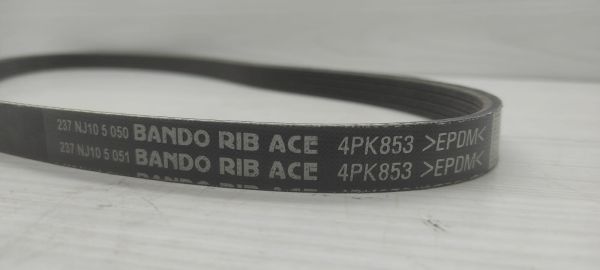 237 NJ10 5 050 BANDO RIB ACE 4PK853 >EPDM<
237 NJ10 5 051 BANDO RIB ACE 4PK853 >EPDM<